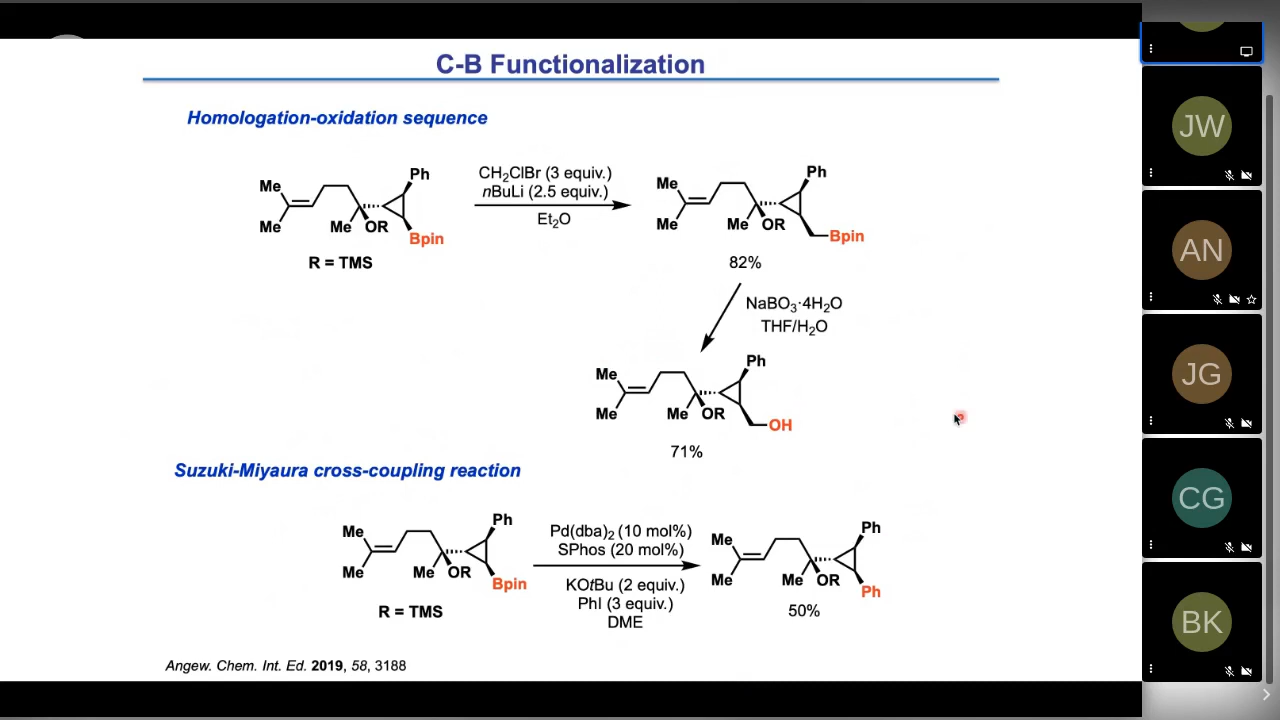 C-B Functionalization
Homologation-oxidation sequence
Me
Me
Me
OR
Ph
Bpin
R = TMS
CH₂ClBr (3 equiv.)
nBuLi (2.5 equiv.)
Et₂O
Me
Me
Me
OR
Ph
Bpin
82%
NaBO₃·4H₂O
THF/H₂O
Me
Me
Me
OR
Ph
OH
71%
Suzuki-Miyaura cross-coupling reaction
Me
Me
Me
OR
Ph
Bpin
R = TMS
Pd(dba)₂ (10 mol%)
SPhos (20 mol%)
KOtBu (2 equiv.)
PhI (3 equiv.)
DME
Me
Me
Me
OR
Ph
Ph
50%
Angew. Chem. Int. Ed. 2019, 58, 3188
JW
AN
JG
CG
BK